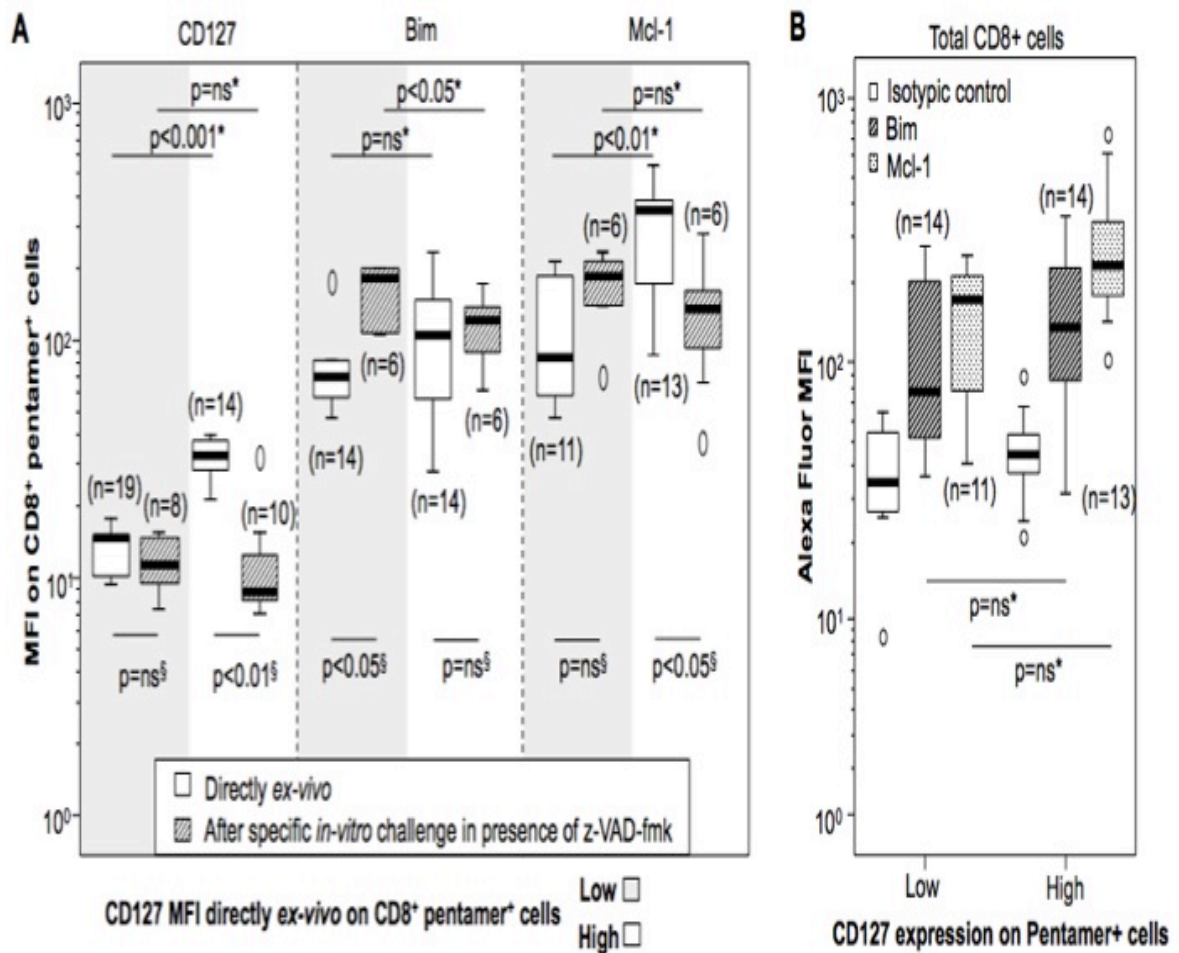 A
CD127 Bim Mcl-1
p=ns* p<0.05* p=ns*
p<0.001* p=ns* p<0.01*
10³
10²
10¹
10⁰
MFI on CD8⁺ pentamer⁺ cells
(n=19) (n=8) (n=14) (n=10)
(n=14) (n=6) (n=14) (n=6)
(n=11) (n=6) (n=13) (n=6)
p=ns§ p<0.01§ p<0.05§ p=ns§ p=ns§ p<0.05§
Directly ex-vivo
After specific in-vitro challenge in presence of z-VAD-fmk
CD127 MFI directly ex-vivo on CD8⁺ pentamer⁺ cells
Low
High
B
Total CD8+ cells
Isotypic control
Bim
Mcl-1
10³
10²
10¹
10⁰
Alexa Fluor MFI
(n=14) (n=11) (n=14) (n=13)
p=ns*
p=ns*
Low High
CD127 expression on Pentamer+ cells